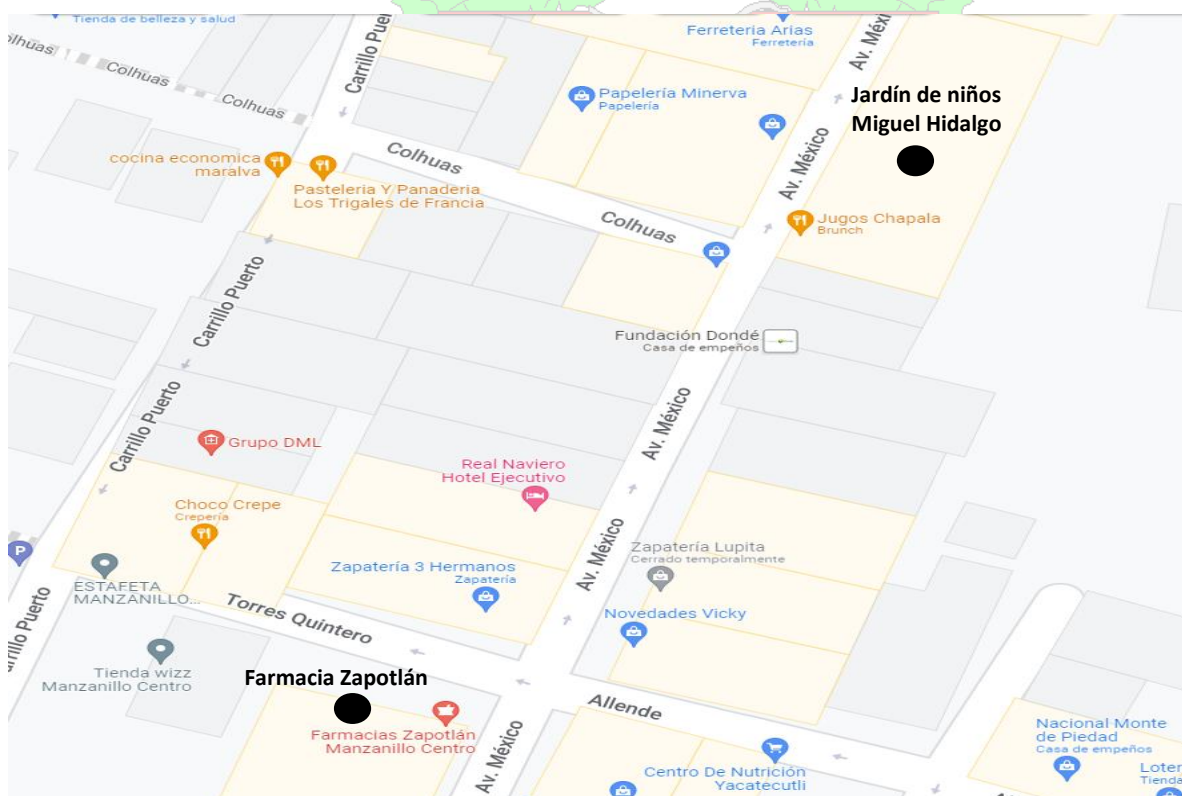 Tienda de belleza y salud
Colhuas
Colhuas
Carrillo Puer
Ferreteria Arias
Ferretería
Av. Méxi
Papelería Minerva
Papelería
Jardín de niños
Miguel Hidalgo
Av. México
cocina economica
maralva
Colhuas
Pasteleria Y Panaderia
Los Trigales de Francia
Colhuas
Jugos Chapala
Brunch
Carrillo Puerto
Fundación Dondé
Casa de empeños
Carrillo Puerto
Av. México
Grupo DML
Real Naviero
Hotel Ejecutivo
Choco Crepe
Crepería
P
Av. México
Zapatería Lupita
Cerrado temporalmente
Zapatería 3 Hermanos
Zapatería
ESTAFETA
MANZANILLO...
Torres Quintero
Novedades Vicky
rrillo Puerto
Tienda wizz
Manzanillo Centro
Farmacia Zapotlán
Allende
Farmacias Zapotlán
Manzanillo Centro
Av. México
Nacional Monte
de Piedad
Casa de empeños
Centro De Nutrición
Yacatecutli
Loter
Tienda